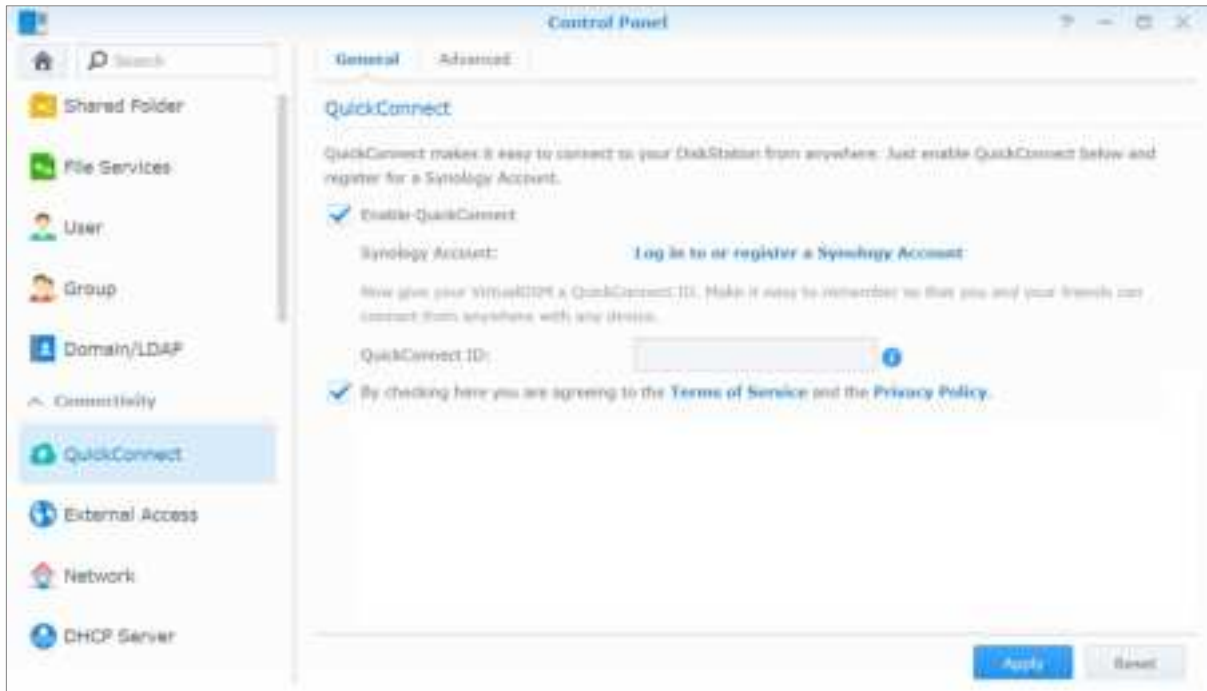 Control Panel
Search
Shared Folder
File Services
User
Group
Domain/LDAP
Connectivity
QuickConnect
External Access
Network
DHCP Server
General Advanced
QuickConnect
QuickConnect makes it easy to connect to your DiskStation from anywhere. Just enable QuickConnect below and
register for a Synology Account.
Enable QuickConnect
Synology Account: Log in to or register a Synology Account
Now give your VirtualDSM a QuickConnect ID. Make it easy to remember so that you and your friends can
connect from anywhere with any device.
QuickConnect ID:
By checking here you are agreeing to the Terms of Service and the Privacy Policy.
Apply Reset